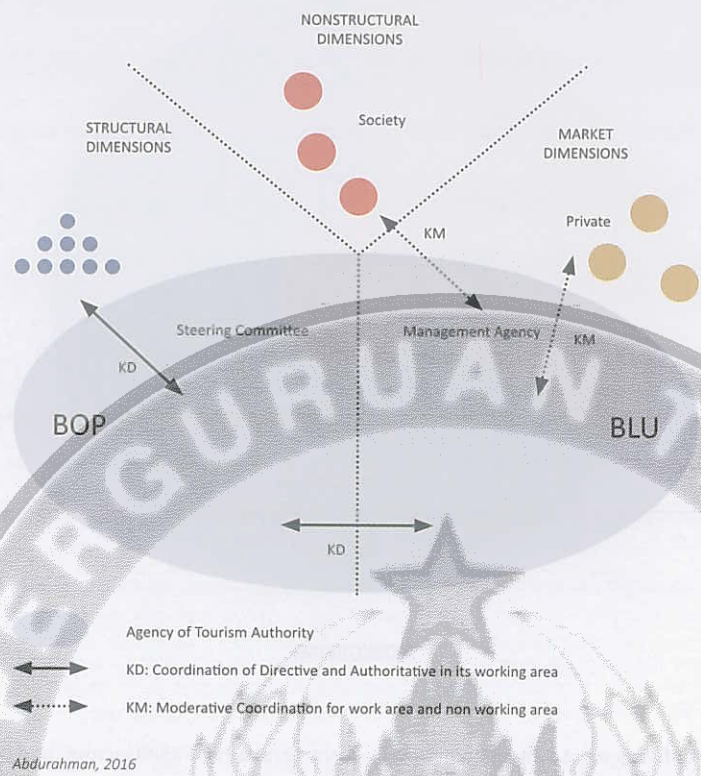 NONSTRUCTURAL
DIMENSIONS
STRUCTURAL
DIMENSIONS
Society
MARKET
DIMENSIONS
KM
Private
Steering Committee
Management Agency
KM
KD
BOP
BLU
KD
ERGURUAN T
Agency of Tourism Authority
KD: Coordination of Directive and Authoritative in its working area
KM: Moderative Coordination for work area and non working area
Abdurahman, 2016